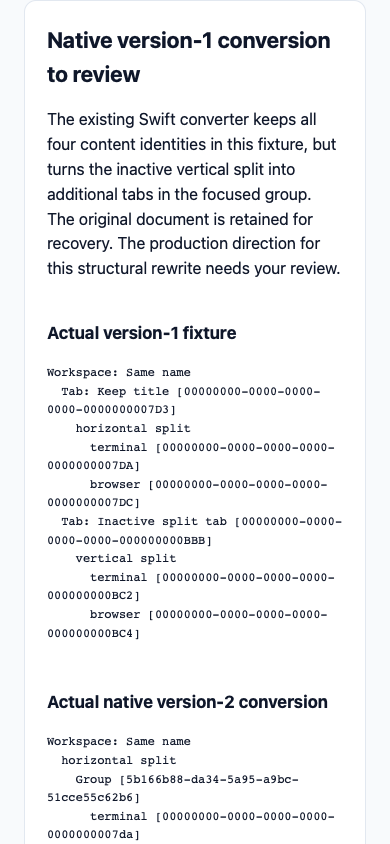 Native version-1 conversion
to review
The existing Swift converter keeps all
four content identities in this fixture, but
turns the inactive vertical split into
additional tabs in the focused group.
The original document is retained for
recovery. The production direction for
this structural rewrite needs your review.
Actual version-1 fixture
Workspace: Same name
Tab: Keep title [00000000-0000-0000-
0000-0000000007D3]
horizontal split
terminal [00000000-0000-0000-0000-
0000000007DA]
browser [00000000-0000-0000-0000-
0000000007DC]
Tab: Inactive split tab [00000000-0000-
0000-0000-000000000BBB]
vertical split
terminal [00000000-0000-0000-0000-
000000000BC2]
browser [00000000-0000-0000-0000-
000000000BC4]
Actual native version-2 conversion
Workspace: Same name
horizontal split
Group [5b166b88-da34-5a95-a9bc-
51cce55c62b6]
terminal [00000000-0000-0000-0000-
0000000007da]